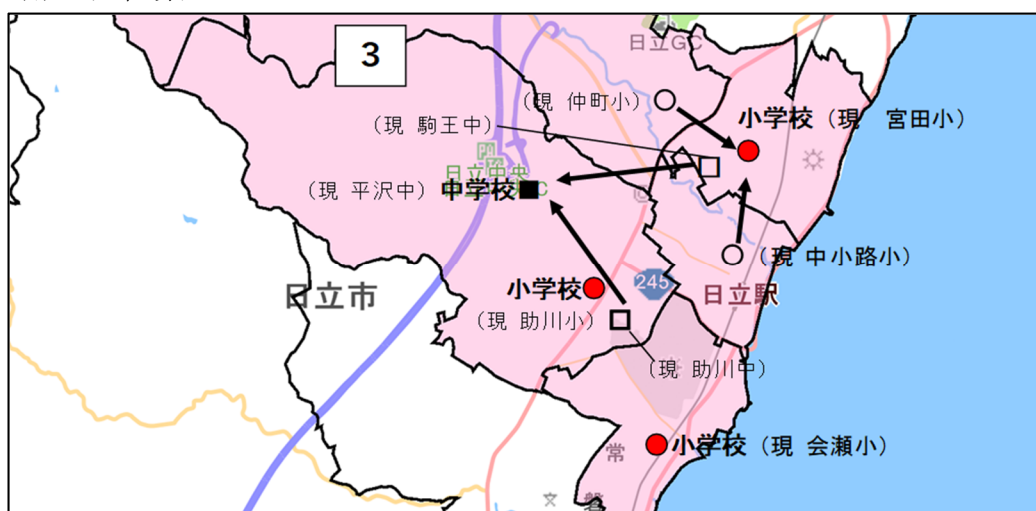 3
日立GC
（現 仲町小）
小学校（現 宮田小）
（現 駒王中）
日立中央
（現 平沢中）中学校
（現 中小路小）
245
日立駅
小学校
日立市
（現 助川小）
（現 助川中）
小学校（現 会瀬小）
常
磐